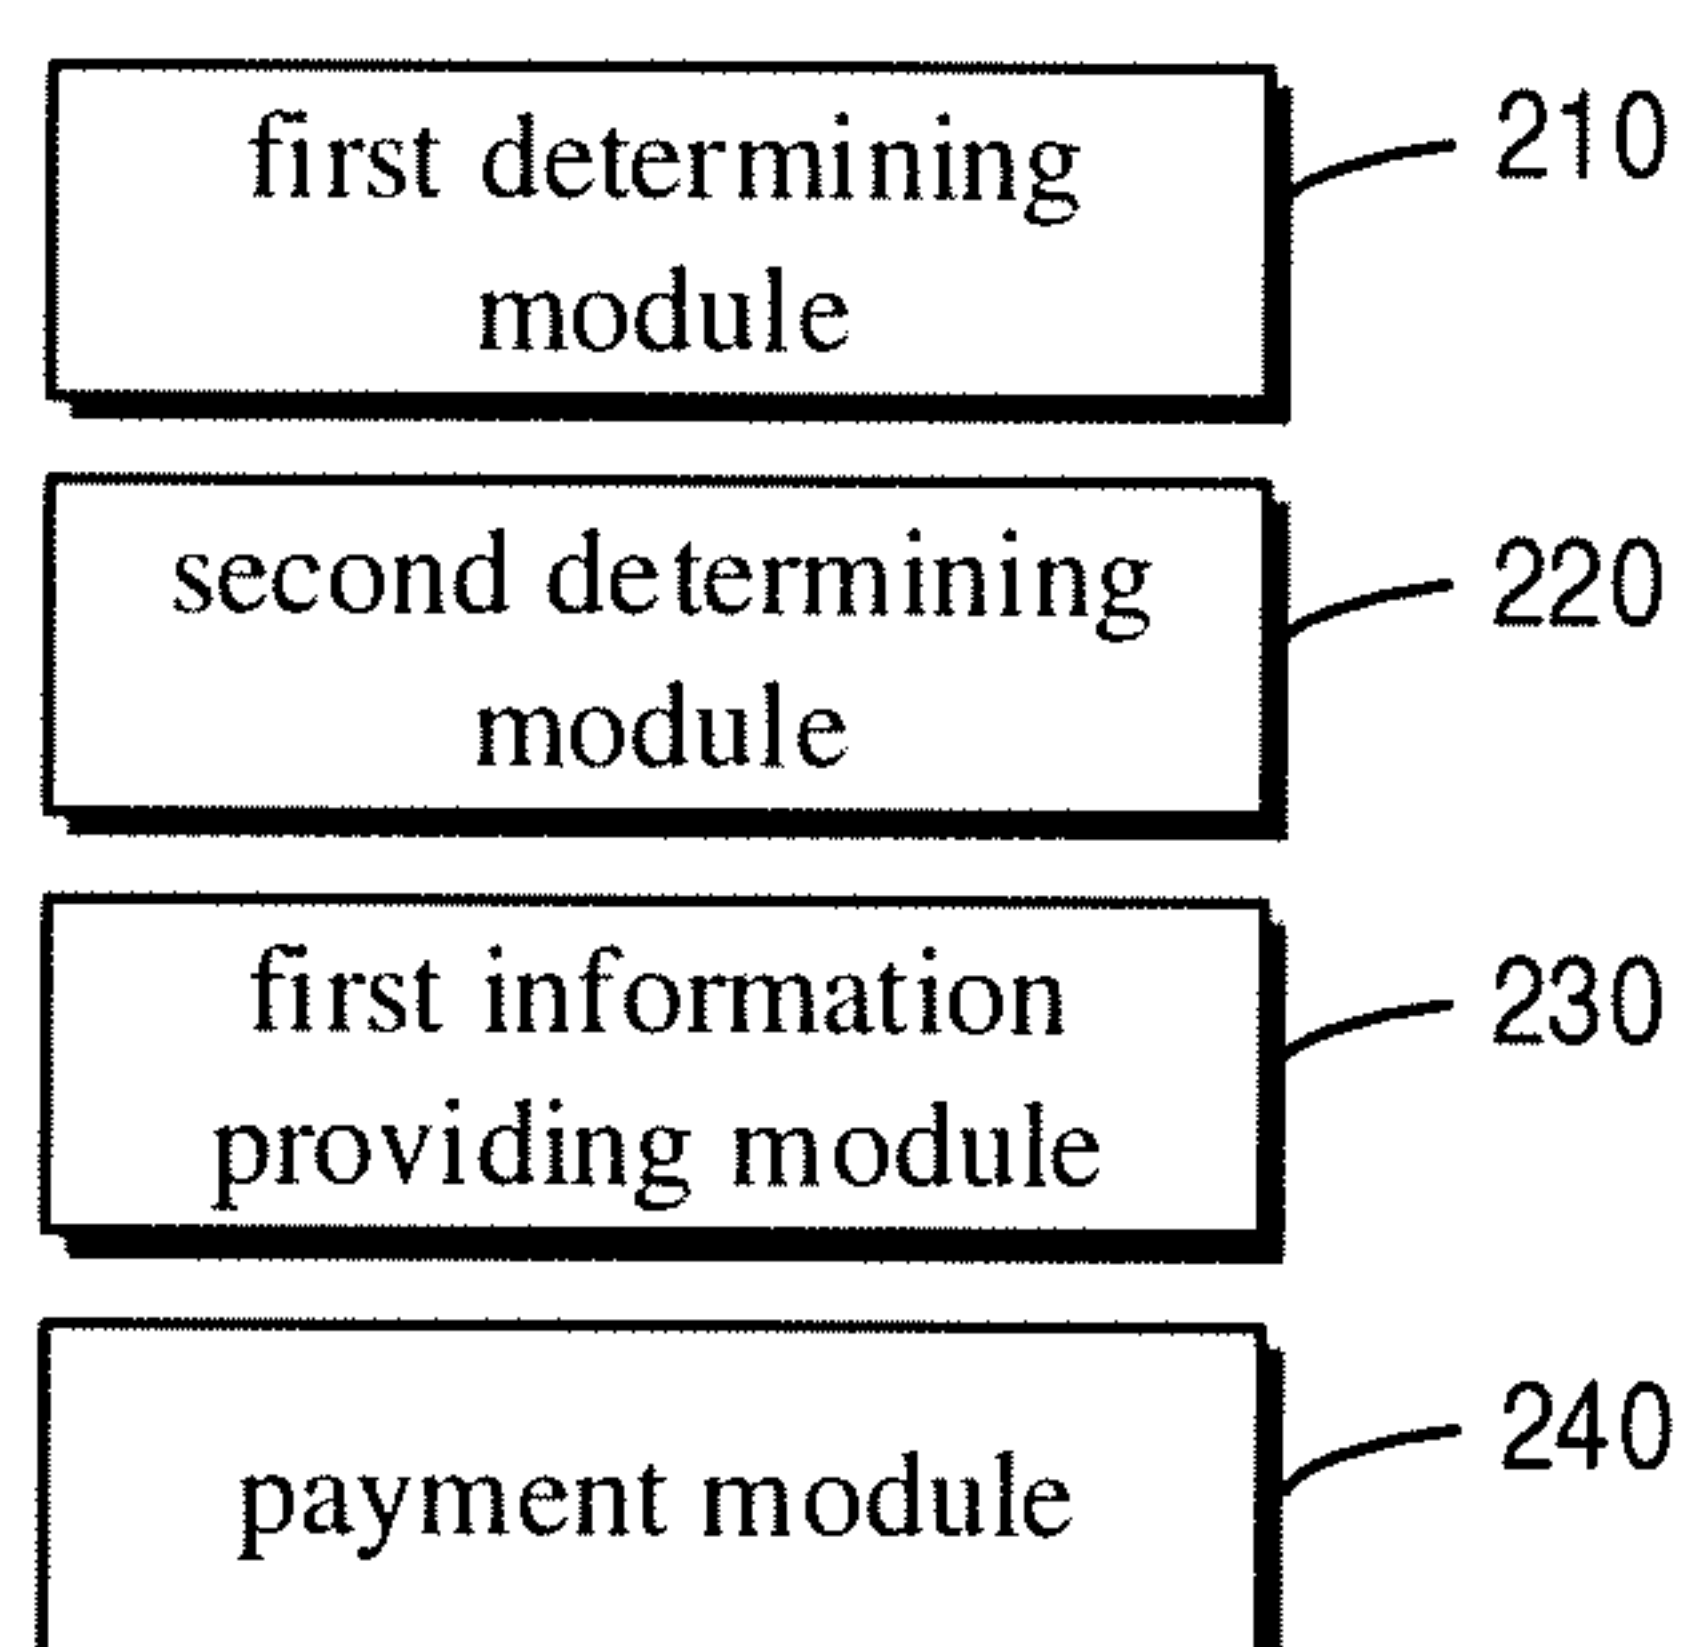 first determining
module
210
second determining
module
220
first information
providing module
230
payment module
240